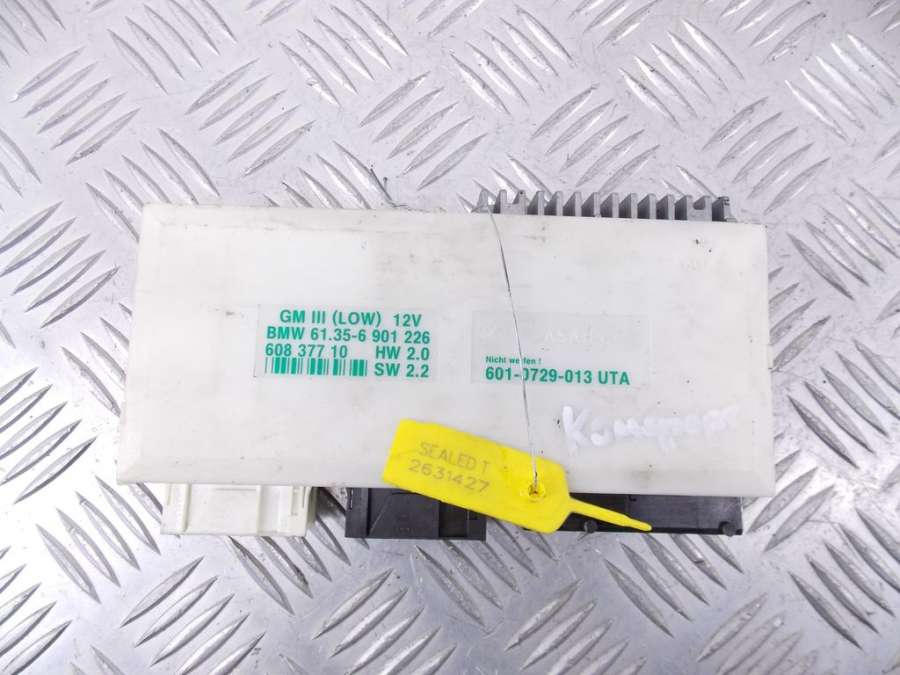 GM III (LOW) 12V
BMW 61.35-6 901 226
608 377 10 HW 2.0
SW 2.2
Nicht werfen !
601-0729-013 UTA
SEALED T
2631427